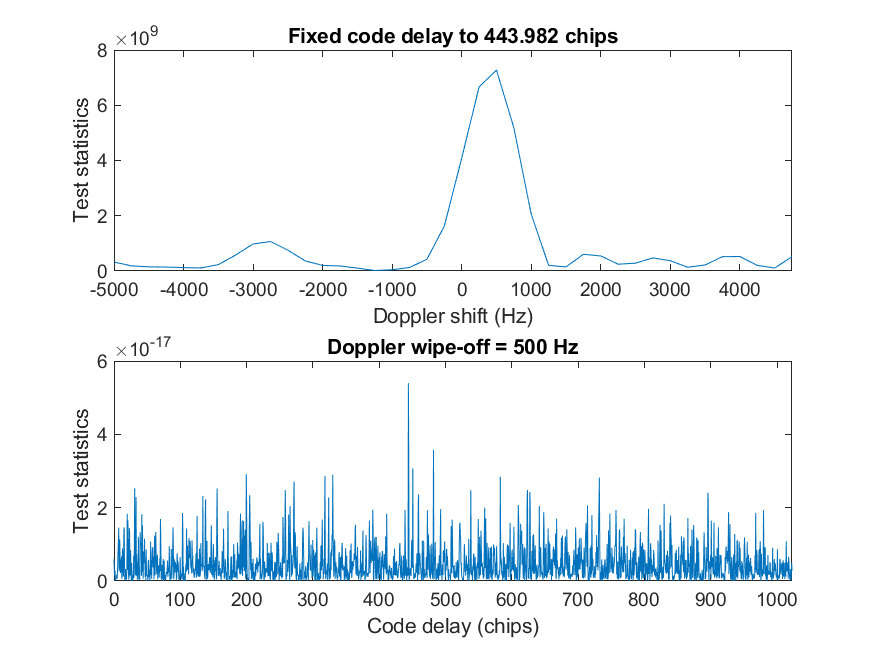 Fixed code delay to 443.982 chips
×10^9
8
6
4
2
0
Test statistics
-5000 -4000 -3000 -2000 -1000 0 1000 2000 3000 4000
Doppler shift (Hz)
Doppler wipe-off = 500 Hz
×10^-17
6
4
2
0
Test statistics
0 100 200 300 400 500 600 700 800 900 1000
Code delay (chips)